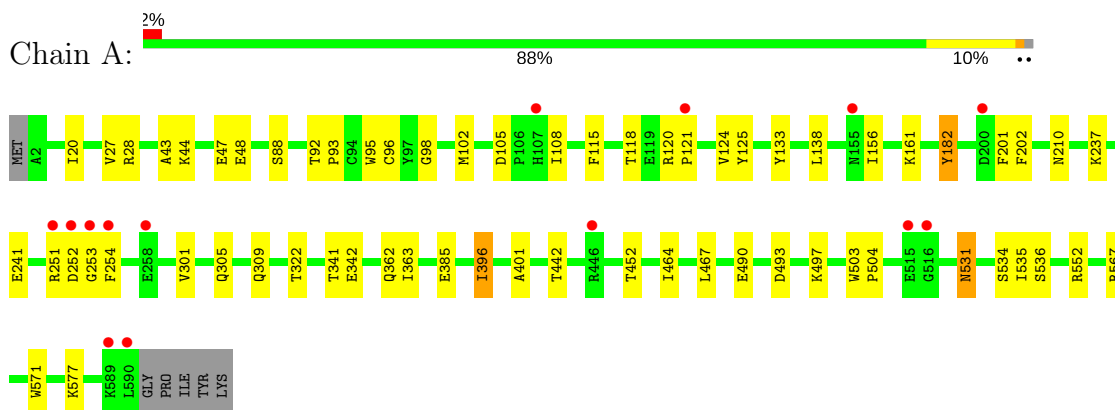 2%
Chain A:
88% 10% ••
MET A2 I20 V27 R28 A43 K44 E47 E48 S88 T92 P93 C94 W95 C96 Y97 G98 M102 D105 P106 H107 I108 F115 T118 E119 R120 P121 V124 Y125 Y133 L138 N155 I156 K161 Y182 D200 F201 F202 N210 K237
E241 R251 D252 G253 F254 E258 V301 Q305 Q309 T322 T341 E342 Q362 I363 E385 I396 A401 T442 R446 T452 I464 L467 E490 D493 K497 W503 P504 E515 G516 N531 S534 I535 S536 R552
W571 K577 K589 L590 GLY PRO ILE TYR LYS